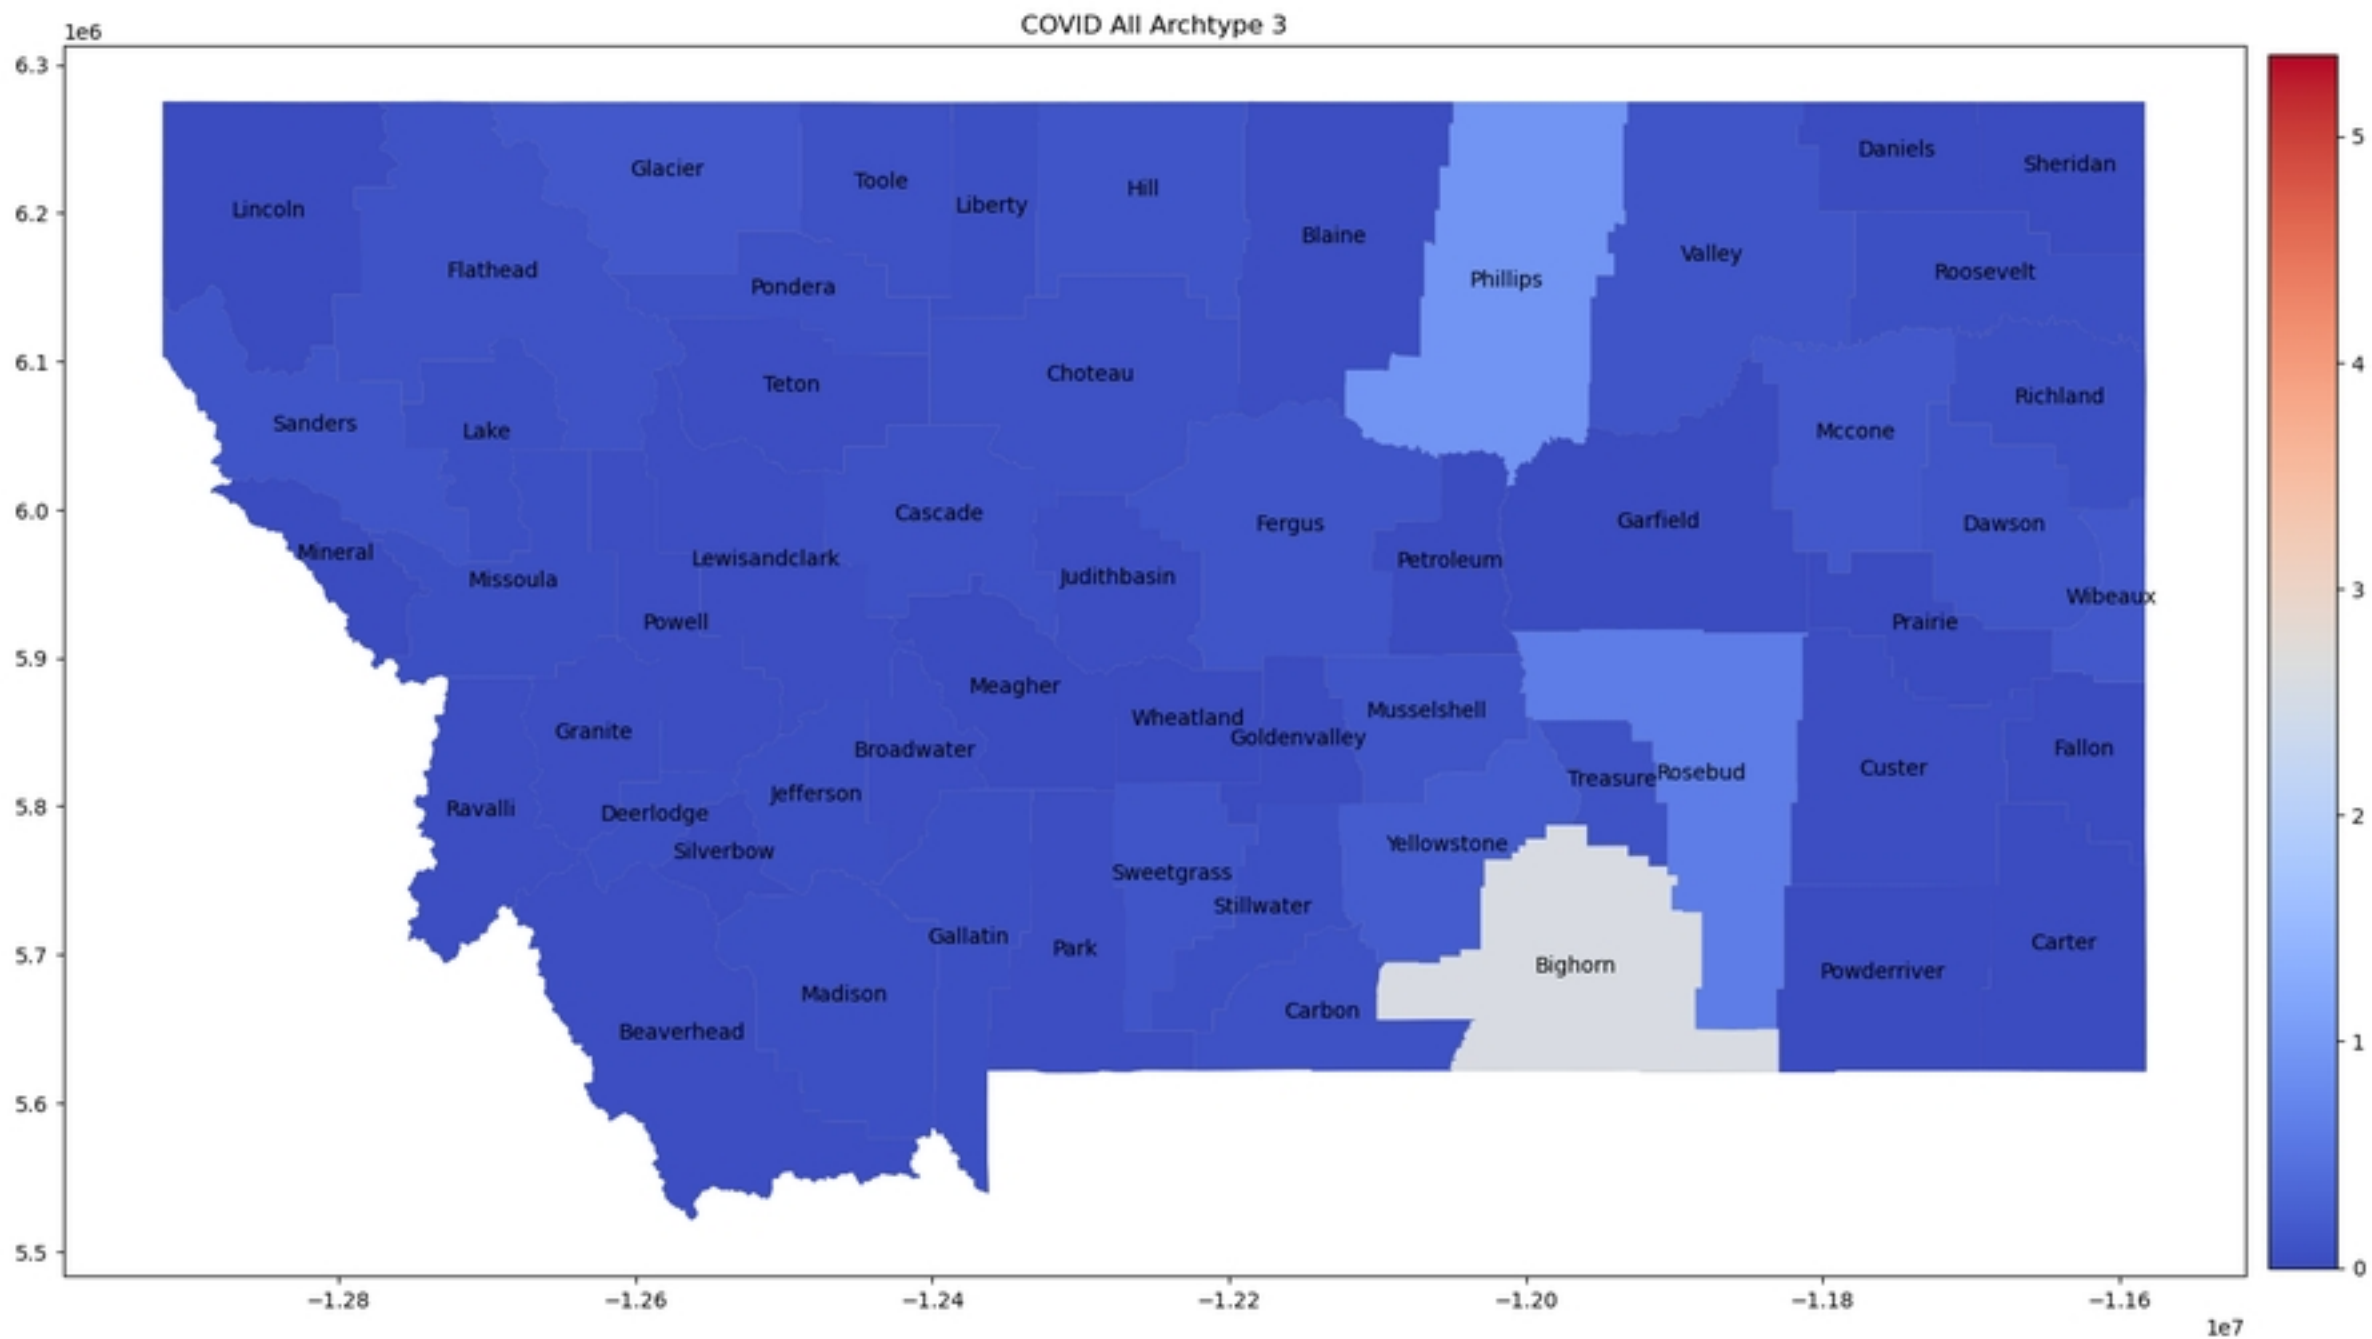 COVID All Archtype 3
1e6
6.3
6.2
6.1
6.0
5.9
5.8
5.7
5.6
5.5
Lincoln
Glacier
Toole
Liberty
Hill
Blaine
Phillips
Valley
Daniels
Sheridan
Roosevelt
Flathead
Pondera
Choteau
Teton
Sanders
Lake
Mccone
Richland
Cascade
Fergus
Garfield
Dawson
Mineral
Missoula
Lewisandclark
Judithbasin
Petroleum
Wibeaux
Powell
Prairie
Meagher
Wheatland
Goldenvalley
Musselshell
Granite
Broadwater
Fallon
Custer
Treasure
Rosebud
Jefferson
Ravalli
Deerlodge
Silverbow
Yellowstone
Sweetgrass
Stillwater
Gallatin
Park
Bighorn
Carter
Powderriver
Madison
Carbon
Beaverhead
−1.28
−1.26
−1.24
−1.22
−1.20
−1.18
−1.16
1e7
5
4
3
2
1
0